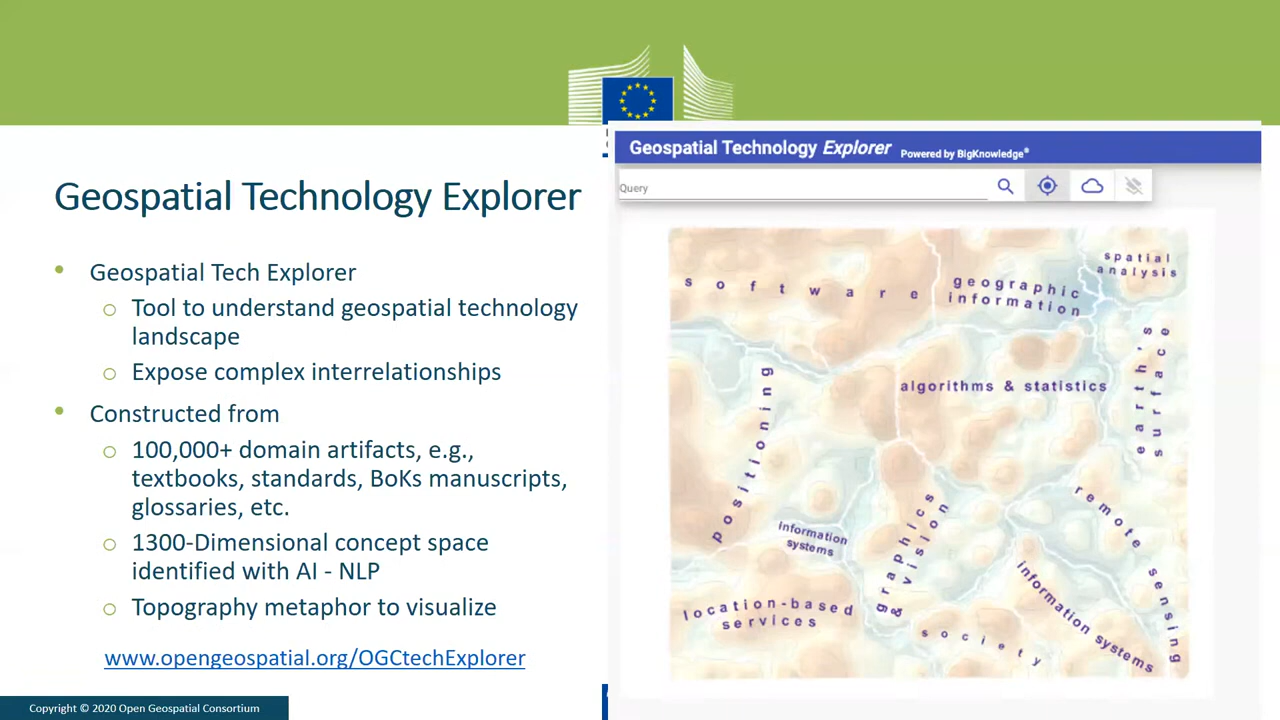 Geospatial Technology Explorer
• Geospatial Tech Explorer
o Tool to understand geospatial technology
landscape
o Expose complex interrelationships
• Constructed from
o 100,000+ domain artifacts, e.g.,
textbooks, standards, BoKs manuscripts,
glossaries, etc.
o 1300-Dimensional concept space
identified with AI - NLP
o Topography metaphor to visualize
www.opengeospatial.org/OGCtechExplorer
Copyright © 2020 Open Geospatial Consortium
Geospatial Technology Explorer Powered by BigKnowledge®
Query
software
geographic
information
spatial
analysis
earth's
surface
algorithms & statistics
positioning
information
systems
graphics
& vision
remote sensing
information systems
location-based
services
society